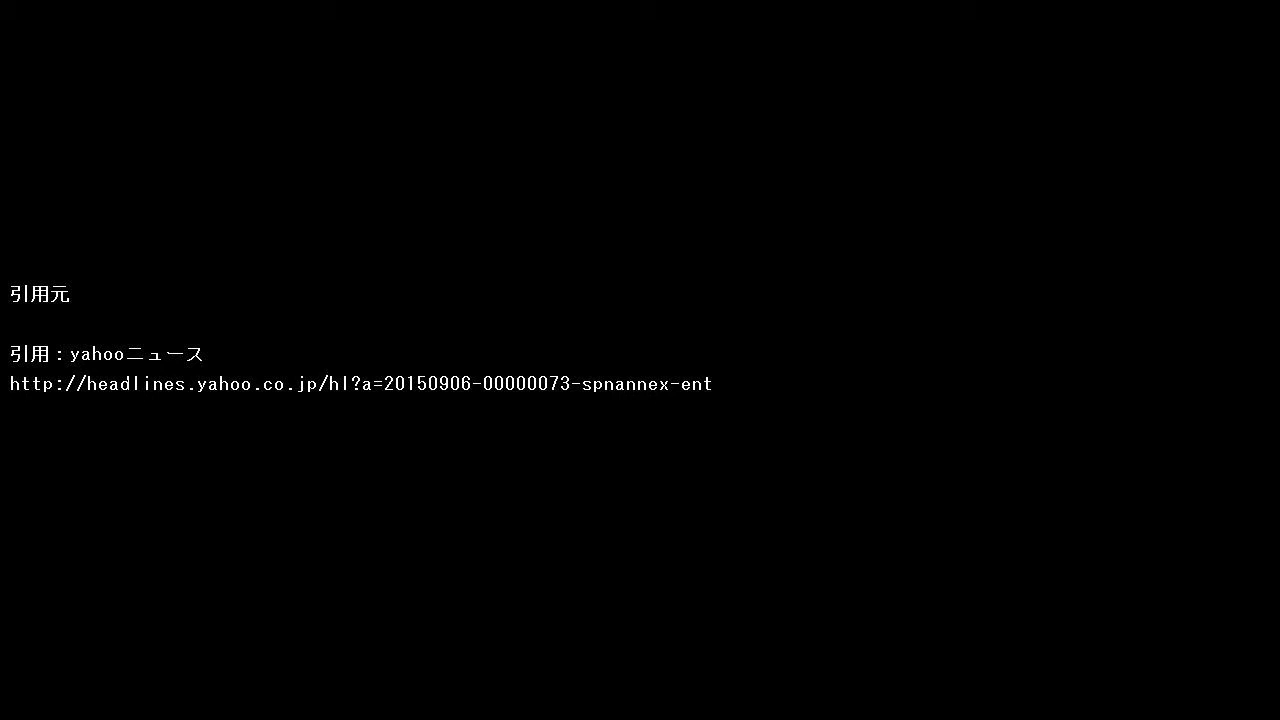 引用元
引用：yahooニュース
http://headlines.yahoo.co.jp/hl?a=20150906-00000073-spnannex-ent